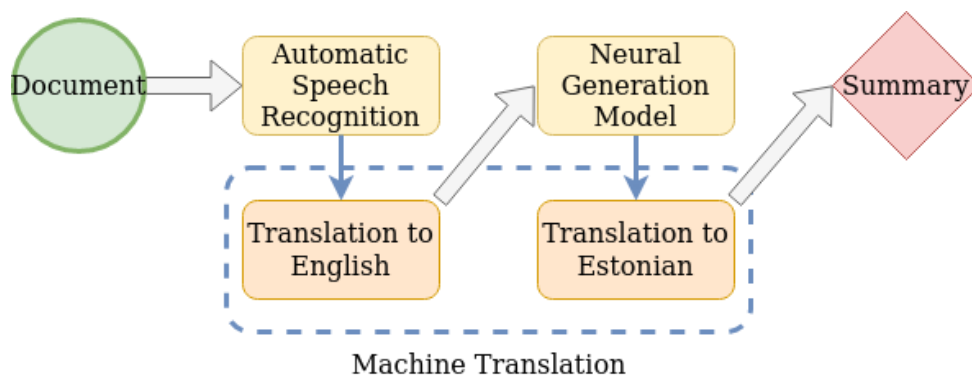 Document
Automatic
Speech
Recognition
Neural
Generation
Model
Summary
Translation to
English
Translation to
Estonian
Machine Translation